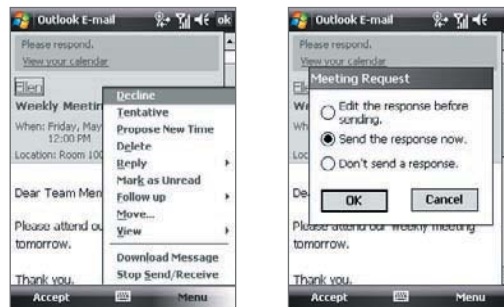 Outlook E-mail
ok
Please respond.
View your calendar
Ellen
Weekly Meetin
When: Friday, May
12:00 PM
Location: Room 100
Dear Team Mem
Please attend ou
tomorrow.
Thank you.
Decline
Tentative
Propose New Time
Delete
Reply
Mark as Unread
Follow up
Move...
View
Download Message
Stop Send/Receive
Accept
Menu
Outlook E-mail
Please respond.
View your calendar
Meeting Request
Edit the response before
sending.
Send the response now.
Don't send a response.
OK
Cancel
We
Wh
Loc
De
Please attend our weekly meeting
tomorrow.
Thank you.
Accept
Menu